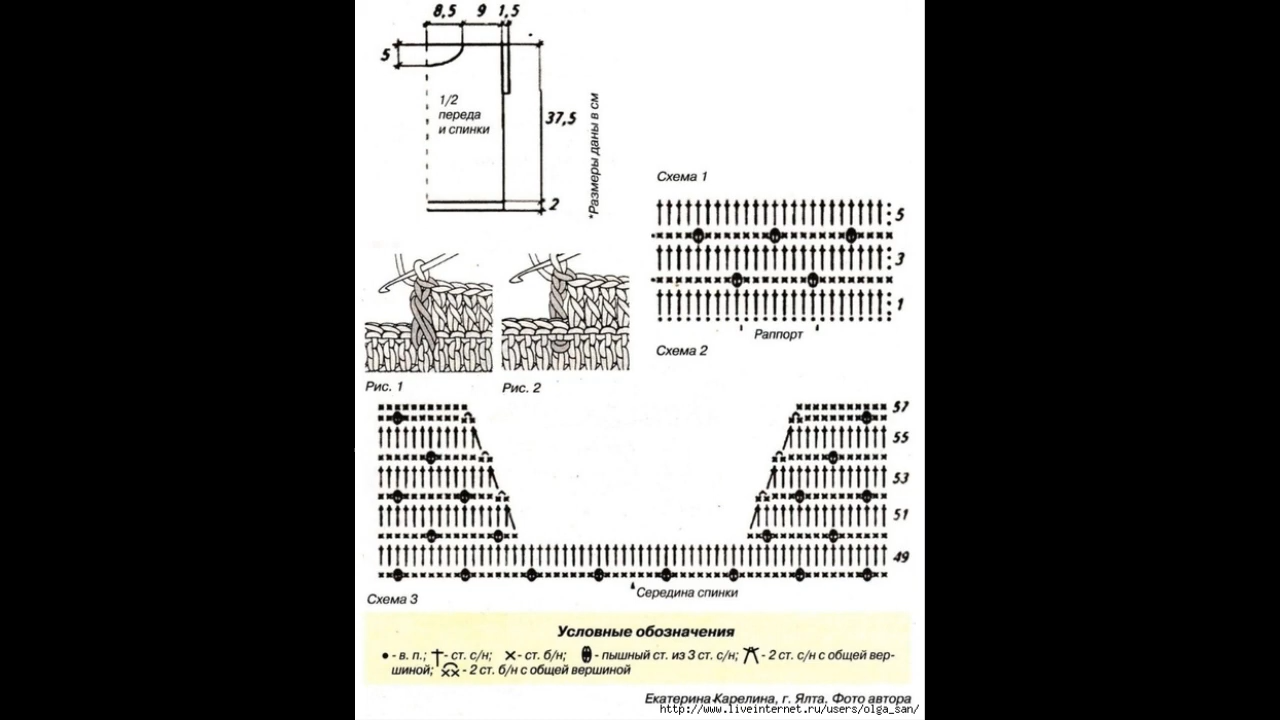 8,5 9 1,5
5
1/2
переда
и спинки
37,5
2
*Размеры даны в см
Схема 1
5
3
1
Раппорт
Схема 2
Рис. 1
Рис. 2
57
55
53
51
49
Середина спинки
Схема 3
Условные обозначения
- в. п.; - ст. с/н; - ст. б/н; - пышный ст. из 3 ст. с/н; - 2 ст. с/н с общей вер-
шиной; - 2 ст. б/н с общей вершиной
Екатерина Карелина, г. Ялта. Фото автора
http://www.liveinternet.ru/users/olga_san/